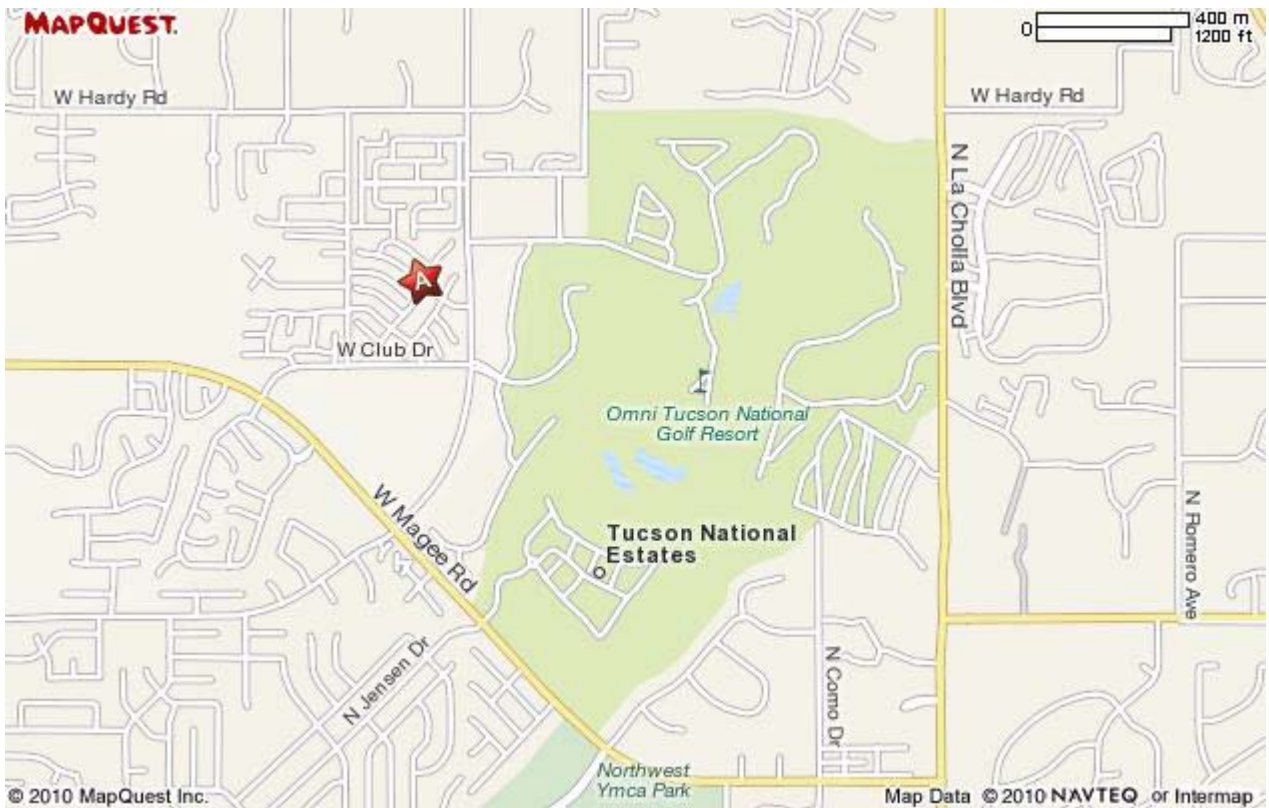 MAPQUEST.
0
400 m
1200 ft
W Hardy Rd
W Hardy Rd
N La Cholla Blvd
A
W Club Dr
Omni Tucson National
Golf Resort
W Magee Rd
Tucson National
Estates
N Romero Ave
N Jensen Dr
N Como Dr
Northwest
Ymca Park
© 2010 MapQuest Inc.
Map Data © 2010 NAVTEQ or Intermap